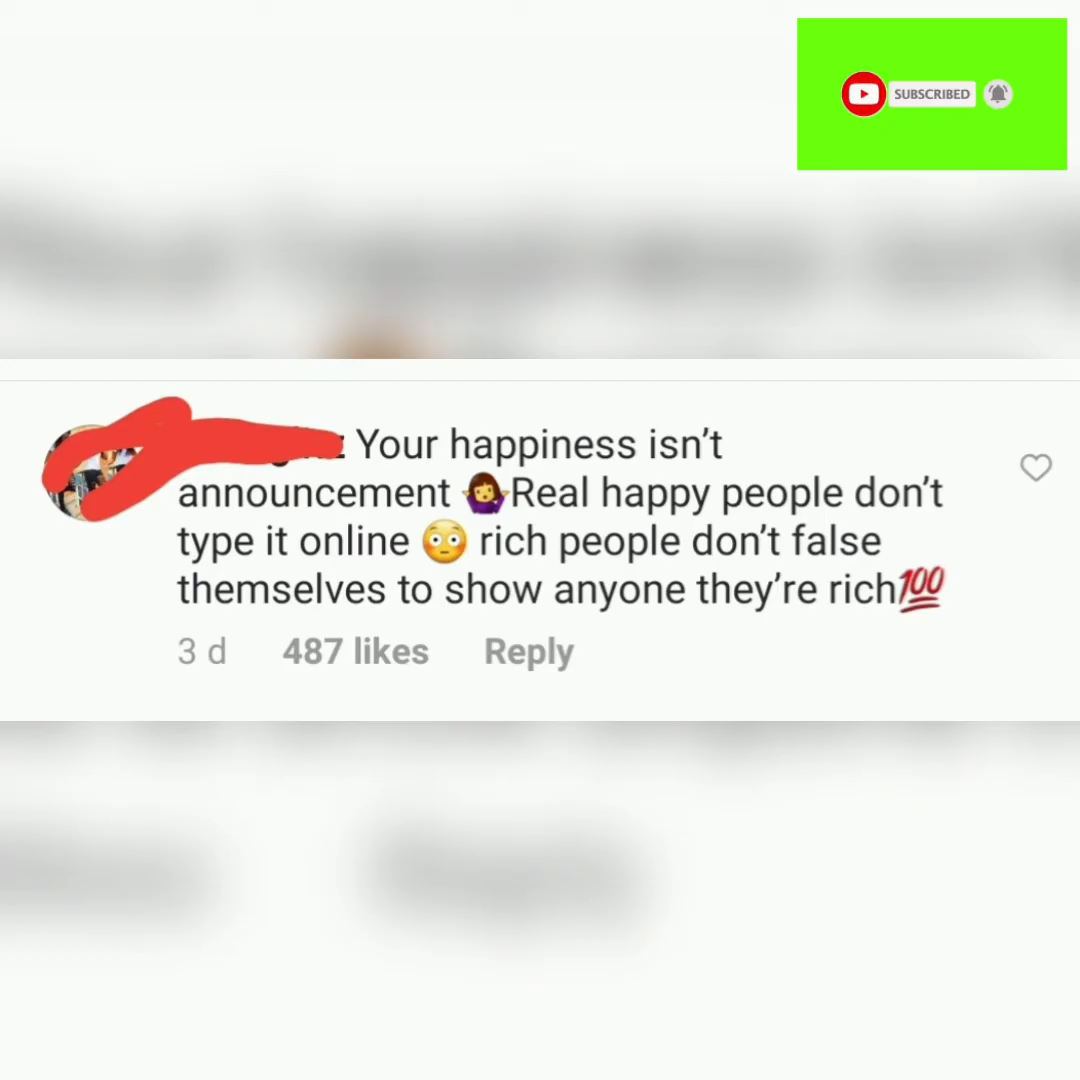 SUBSCRIBED
Your happiness isn’t
announcement 🤷‍♀️Real happy people don’t
type it online 😳 rich people don’t false
themselves to show anyone they’re rich💯
3 d 487 likes Reply